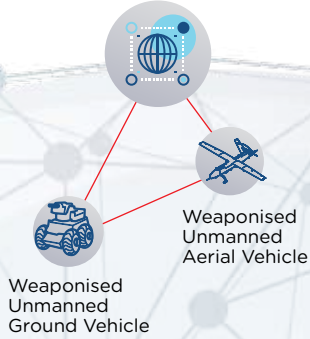 Weaponised
Unmanned
Aerial Vehicle
Weaponised
Unmanned
Ground Vehicle